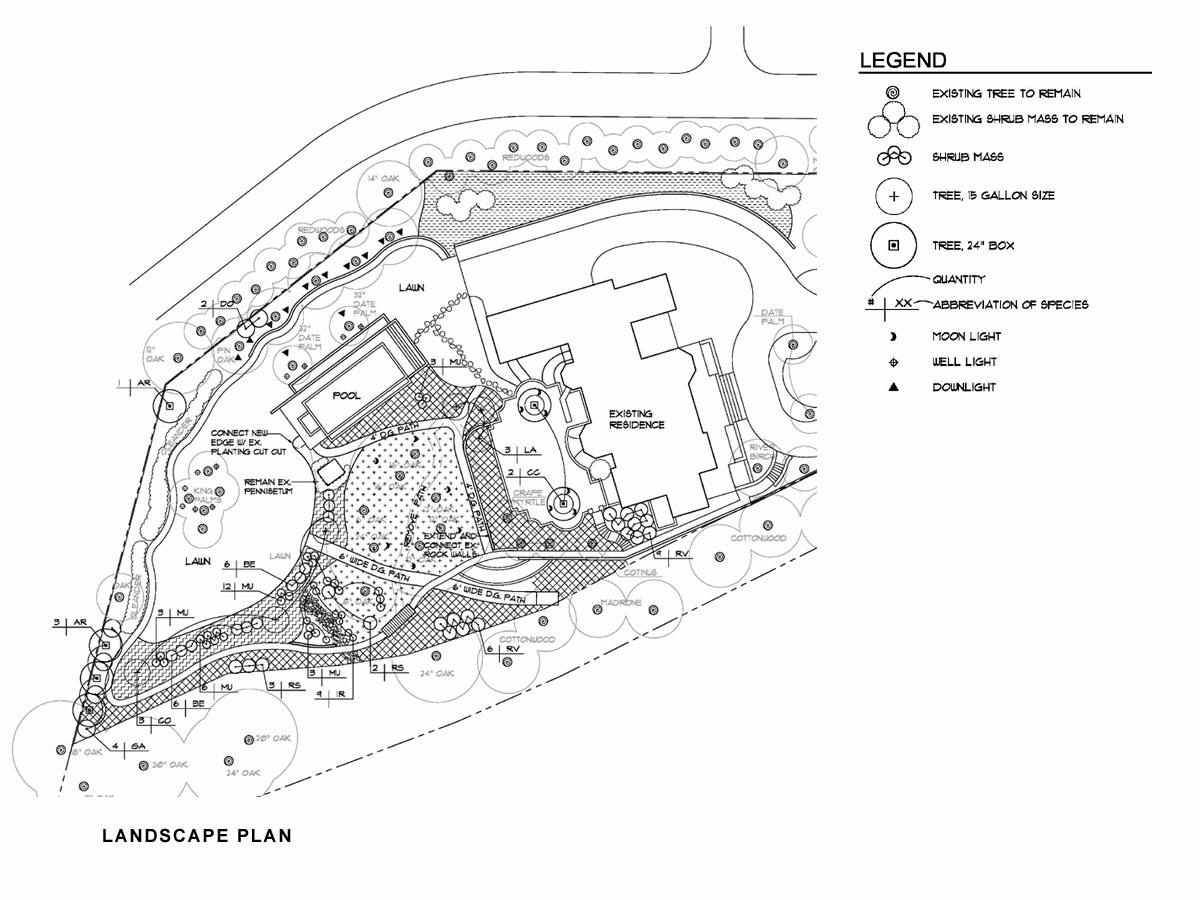 LEGEND
EXISTING TREE TO REMAIN
EXISTING SHRUB MASS TO REMAIN
SHRUB MASS
TREE, 15 GALLON SIZE
TREE, 24" BOX
QUANTITY
# | XX
ABBREVIATION OF SPECIES
MOON LIGHT
WELL LIGHT
DOWNLIGHT
REDWOODS
14" OAK
REDWOODS
LAWN
2 | DO
32"
DATE
PALM
32"
DATE
PALM
DATE
PALM
12"
OAK
PIN
OAK
3 | MU
1 | AR
POOL
EXISTING
RESIDENCE
OLEANDER
CONNECT NEW
EDGE W/ EX.
PLANTING CUT OUT
4' D.G. PATH
3 | LA
RIVER
BIRCH
2 | CC
REMAIN EX.
PENNISETUM
KING
PALMS
4' D.G. PATH
GRAPE
MYRTLE
REMOVE PATH
EXTEND AND
CONNECT EX.
ROCK WALLS.
COTTONWOOD
LAWN
LAWN
6' WIDE D.G. PATH
9 | RV
6 | BE
COTINUS
12 | MU
OAK
OLEANDER
6' WIDE D.G. PATH
MADRONE
3 | MU
3 | AR
COTTONWOOD
6 | RV
24" OAK
2 | RS
3 | MU
3 | RS
9 | IR
6 | MU
6 | BE
3 | CO
4 | GA
18" OAK
20" OAK
30" OAK
24" OAK
LANDSCAPE PLAN